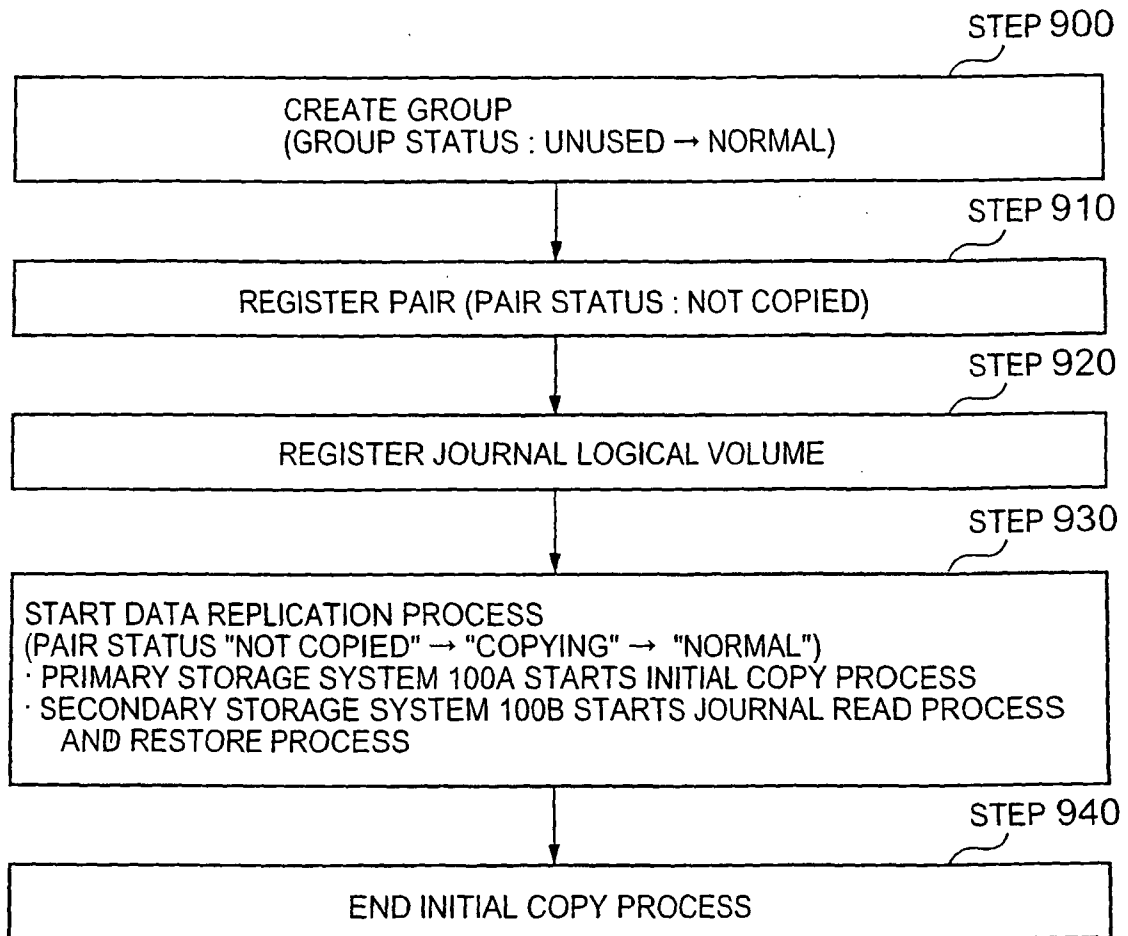 STEP 900
CREATE GROUP
(GROUP STATUS : UNUSED → NORMAL)
STEP 910
REGISTER PAIR (PAIR STATUS : NOT COPIED)
STEP 920
REGISTER JOURNAL LOGICAL VOLUME
STEP 930
START DATA REPLICATION PROCESS
(PAIR STATUS "NOT COPIED" → "COPYING" → "NORMAL")
· PRIMARY STORAGE SYSTEM 100A STARTS INITIAL COPY PROCESS
· SECONDARY STORAGE SYSTEM 100B STARTS JOURNAL READ PROCESS
AND RESTORE PROCESS
STEP 940
END INITIAL COPY PROCESS